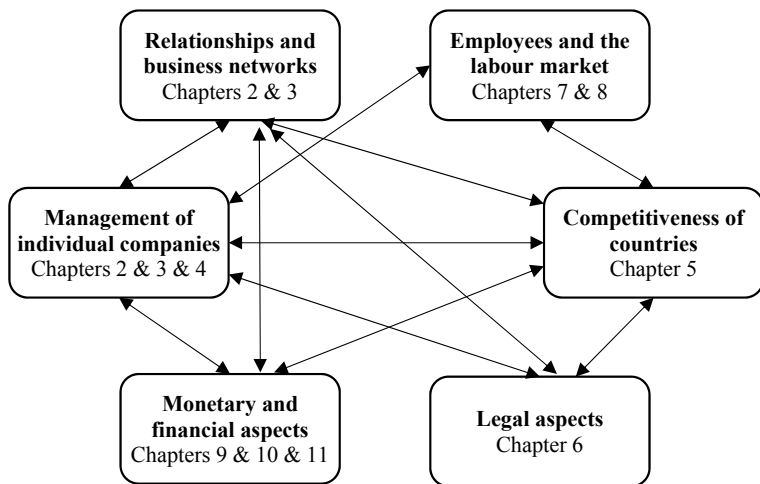 Relationships and
business networks
Chapters 2 & 3
Employees and the
labour market
Chapters 7 & 8
Management of
individual companies
Chapters 2 & 3 & 4
Competitiveness of
countries
Chapter 5
Monetary and
financial aspects
Chapters 9 & 10 & 11
Legal aspects
Chapter 6